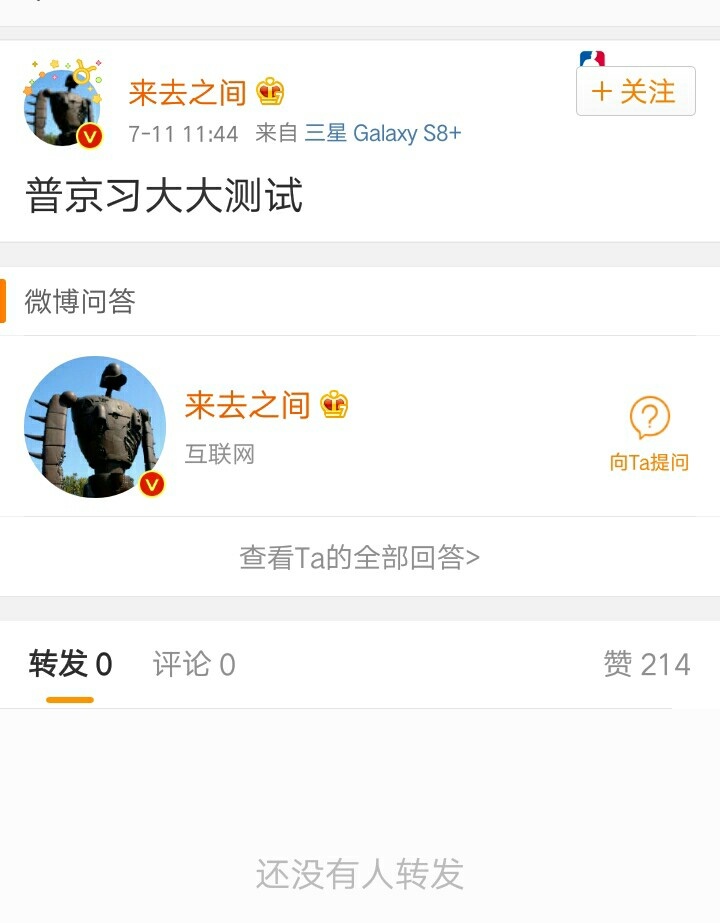 来去之间
+ 关注
7-11 11:44 来自 三星 Galaxy S8+
普京习大大测试
微博问答
来去之间
互联网
向Ta提问
查看Ta的全部回答>
转发 0 评论 0 赞 214
还没有人转发